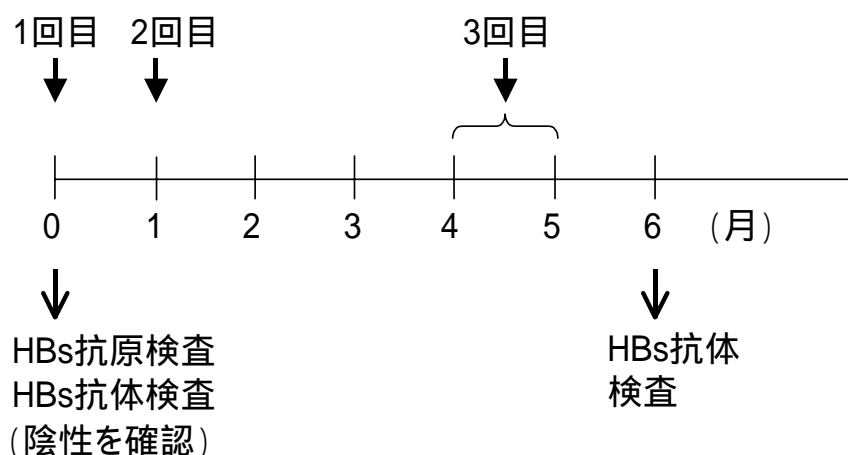 1回目 2回目 3回目
0 1 2 3 4 5 6 (月)
HBs抗原検査
HBs抗体検査
(陰性を確認)
HBs抗体
検査